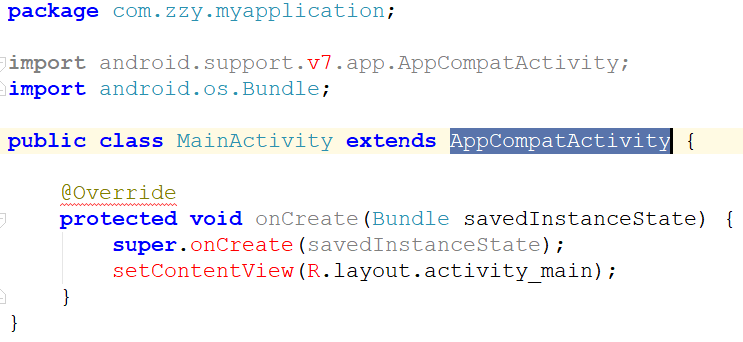 package com.zzy.myapplication;
import android.support.v7.app.AppCompatActivity;
import android.os.Bundle;
public class MainActivity extends AppCompatActivity {
@Override
protected void onCreate(Bundle savedInstanceState) {
super.onCreate(savedInstanceState);
setContentView(R.layout.activity_main);
}
}